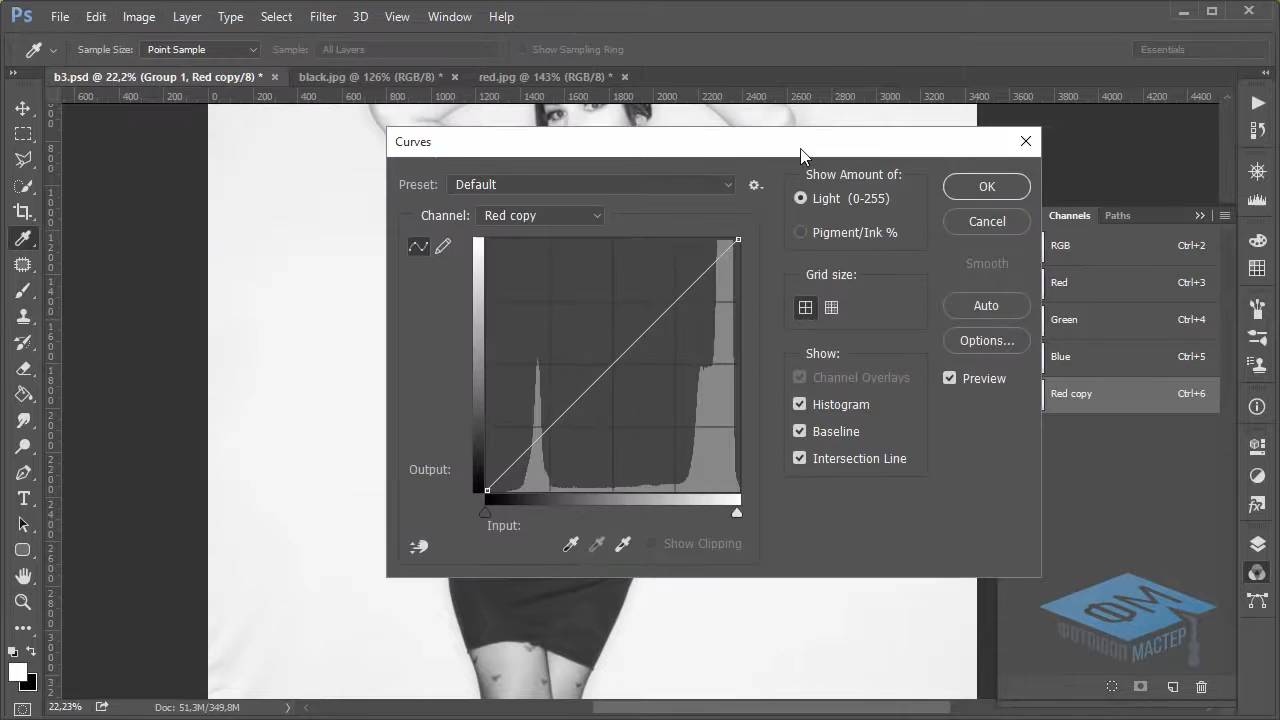 Ps File Edit Image Layer Type Select Filter 3D View Window Help
Sample Size: Point Sample Sample: All Layers Show Sampling Ring Essentials
b3.psd @ 22,2% (Group 1, Red copy/8) * black.jpg @ 126% (RGB/8) * red.jpg @ 143% (RGB/8) *
600 400 200 0 200 400 600 800 1000 1200 1400 1600 1800 2000 2200 2400 2600 2800 3000 3200 3400 3600 3800 4000 4200 4400
Curves
Preset: Default
Channel: Red copy
Output:
Input:
Show Clipping
Show Amount of:
Light (0-255)
Pigment/Ink %
Grid size:
Show:
Channel Overlays
Histogram
Baseline
Intersection Line
OK
Cancel
Smooth
Auto
Options...
Preview
Channels Paths
RGB Ctrl+2
Red Ctrl+3
Green Ctrl+4
Blue Ctrl+5
Red copy Ctrl+6
ФМ
ФОТОШОП
МАСТЕР
22,23% Doc: 51,3M/349,8M